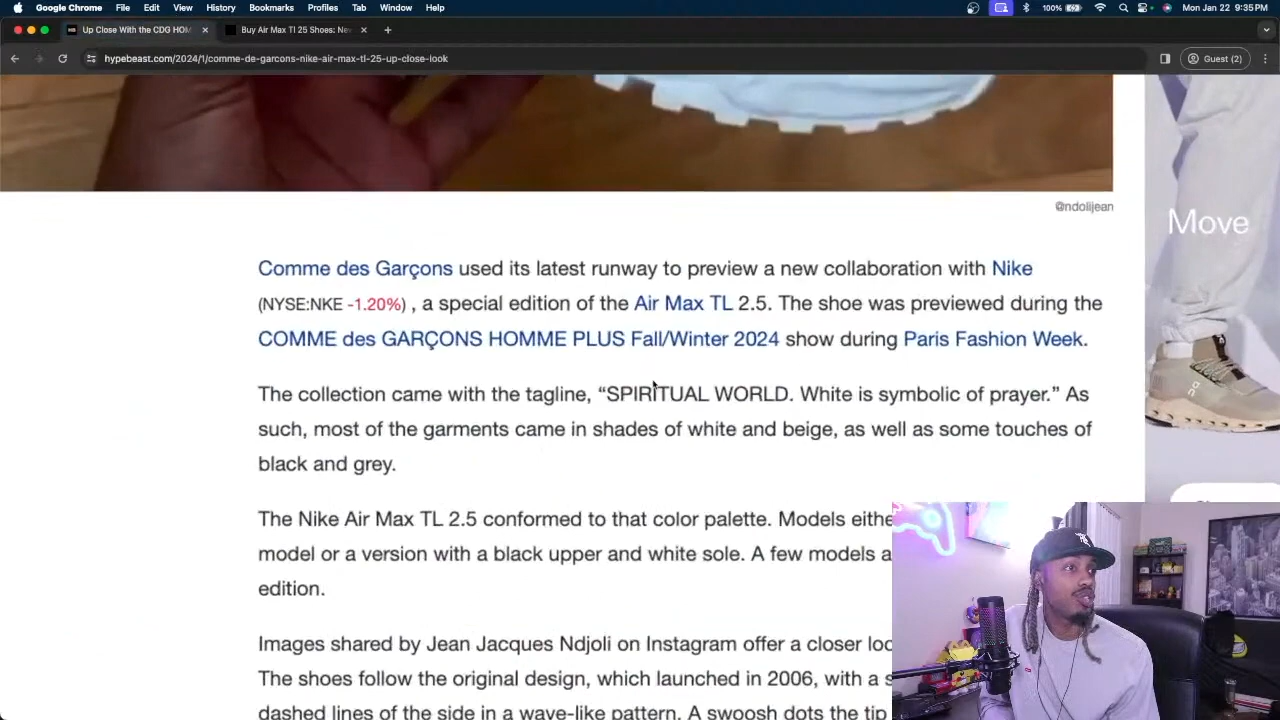 Google Chrome File Edit View History Bookmarks Profiles Tab Window Help 100% Mon Jan 22 9:35 PM
Up Close With the CDG HOM Buy Air Max Tl 25 Shoes: Ne
hypebeast.com/2024/1/comme-de-garcons-nike-air-max-tl-25-up-close-look Guest (2)
@ndolijean
Move
Comme des Garçons used its latest runway to preview a new collaboration with Nike
(NYSE:NKE -1.20%) , a special edition of the Air Max TL 2.5. The shoe was previewed during the
COMME des GARÇONS HOMME PLUS Fall/Winter 2024 show during Paris Fashion Week.
The collection came with the tagline, “SPIRITUAL WORLD. White is symbolic of prayer.” As
such, most of the garments came in shades of white and beige, as well as some touches of
black and grey.
The Nike Air Max TL 2.5 conformed to that color palette. Models eithe
model or a version with a black upper and white sole. A few models a
edition.
Images shared by Jean Jacques Ndjoli on Instagram offer a closer loo
The shoes follow the original design, which launched in 2006, with a s
dashed lines of the side in a wave-like pattern. A swoosh dots the tip